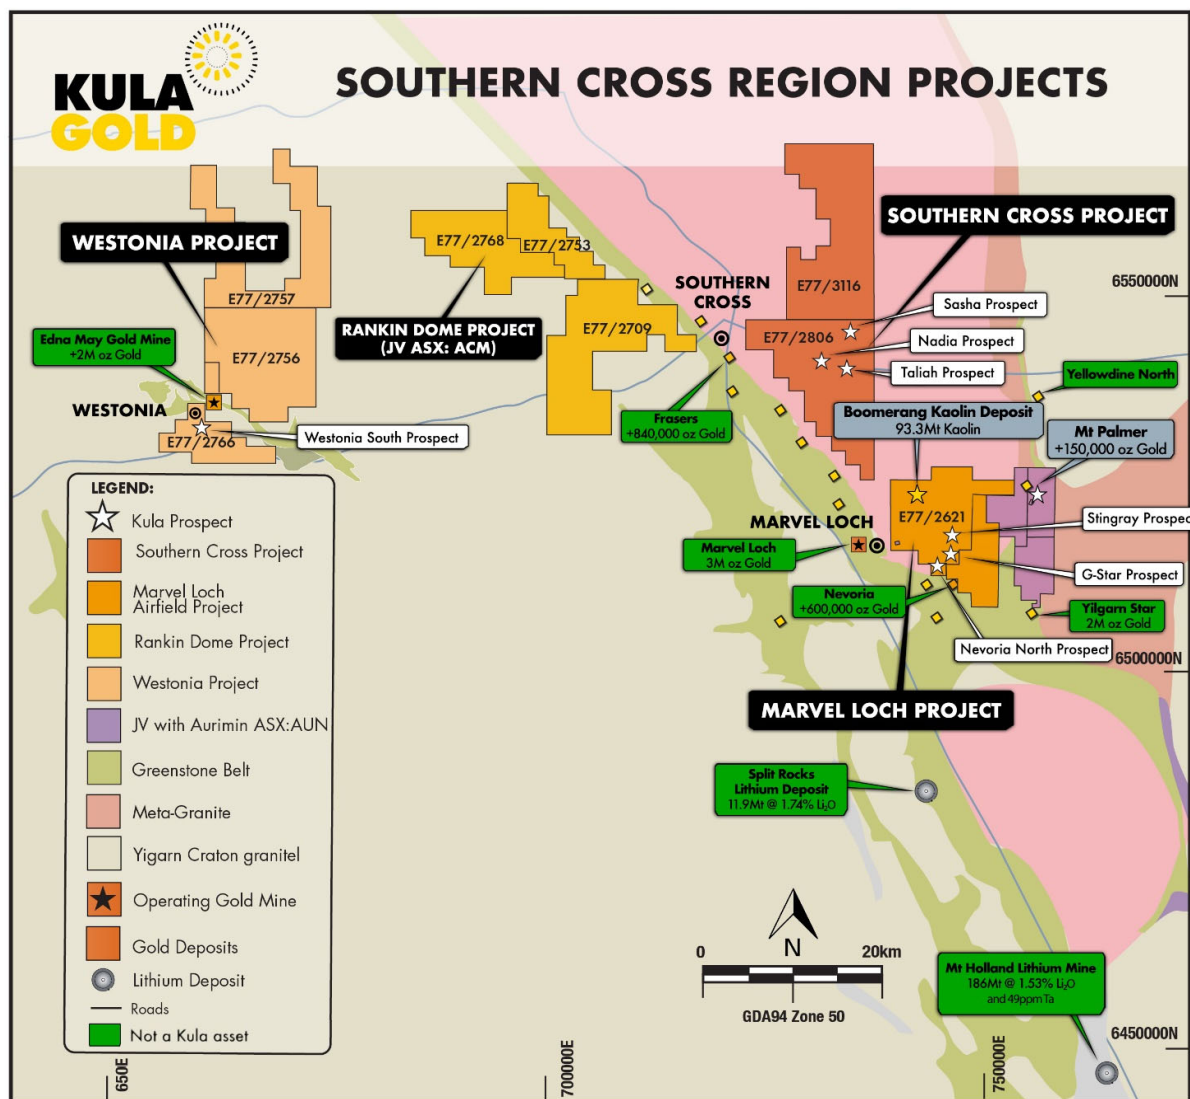 KULA
GOLD
SOUTHERN CROSS REGION PROJECTS
WESTONIA PROJECT
E77/2757
E77/2756
Edna May Gold Mine
+2M oz Gold
WESTONIA
E77/2766
Westonia South Prospect
E77/2768
E77/2753
RANKIN DOME PROJECT
(JV ASX: ACM)
E77/2709
SOUTHERN
CROSS
SOUTHERN CROSS PROJECT
E77/3116
E77/2806
Sasha Prospect
Nadia Prospect
Taliah Prospect
6550000N
Yellowdine North
Frasers
+840,000 oz Gold
Boomerang Kaolin Deposit
93.3Mt Kaolin
Mt Palmer
+150,000 oz Gold
E77/2621
MARVEL LOCH
Marvel Loch
3M oz Gold
Stingray Prospec
G-Star Prospect
Nevoria
+600,000 oz Gold
Yilgarn Star
2M oz Gold
Nevoria North Prospect
6500000N
MARVEL LOCH PROJECT
Split Rocks
Lithium Deposit
11.9Mt @ 1.74% Li₂O
Mt Holland Lithium Mine
186Mt @ 1.53% Li₂O
and 49ppm Ta
6450000N
LEGEND:
Kula Prospect
Southern Cross Project
Marvel Loch
Airfield Project
Rankin Dome Project
Westonia Project
JV with Aurimin ASX:AUN
Greenstone Belt
Meta-Granite
Yigarn Craton granitel
Operating Gold Mine
Gold Deposits
Lithium Deposit
Roads
Not a Kula asset
N
0 20km
GDA94 Zone 50
650E
700000E
750000E